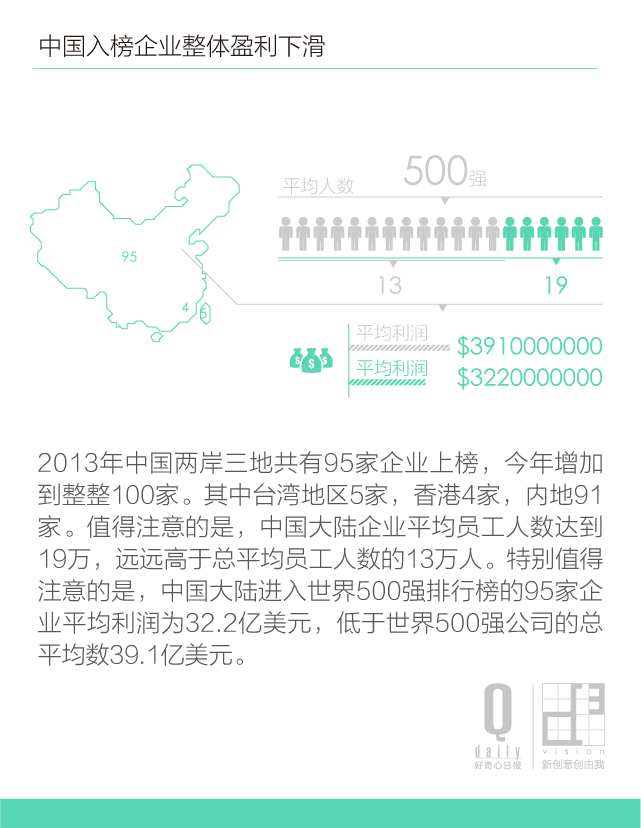 中国入榜企业整体盈利下滑
500强
平均人数
95
4
5
13
19
平均利润
$3910000000
平均利润
$3220000000
$ $ $
2013年中国两岸三地共有95家企业上榜，今年增加
到整整100家。其中台湾地区5家，香港4家，内地91
家。值得注意的是，中国大陆企业平均员工人数达到
19万，远远高于总平均员工人数的13万人。特别值得
注意的是，中国大陆进入世界500强排行榜的95家企
业平均利润为32.2亿美元，低于世界500强公司的总
平均数39.1亿美元。
Q
daily
好奇心日报
vision
新创意创由我